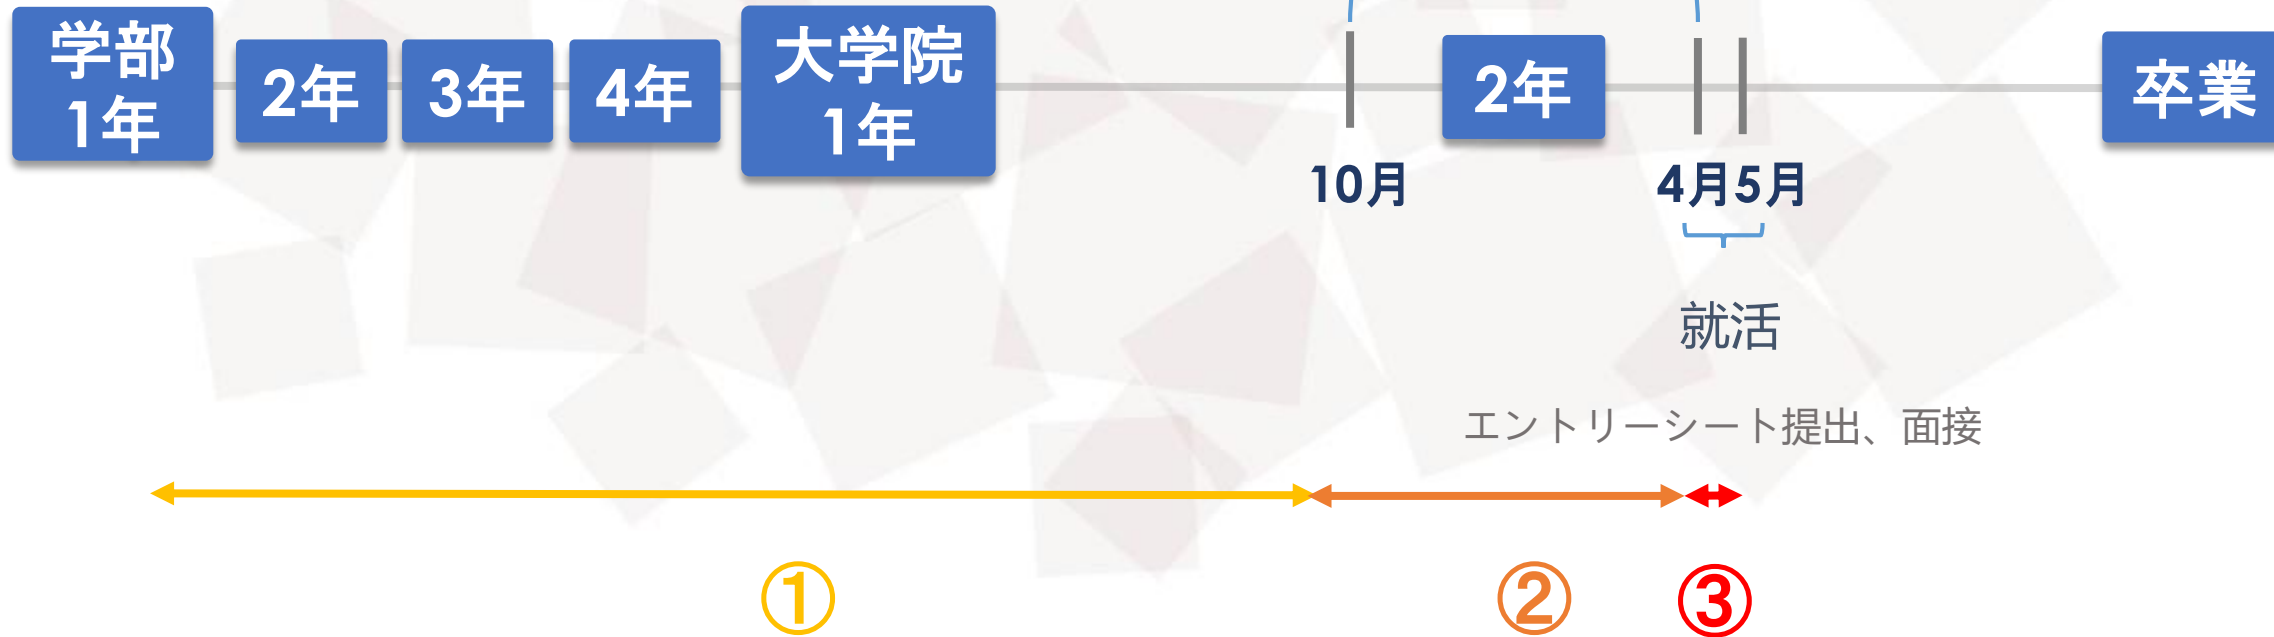 学部
1年
2年
3年
4年
大学院
1年
2年
卒業
10月
4月5月
就活
エントリーシート提出、面接
①
②
③